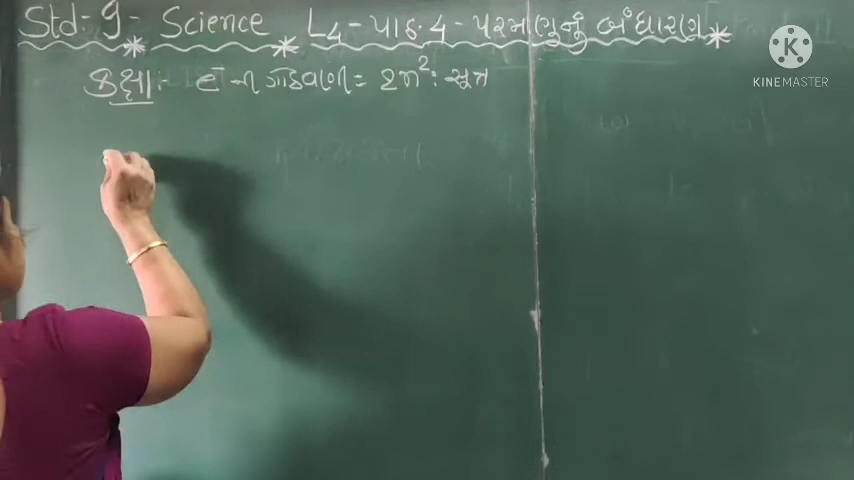 Std:- 9 - Science L4 - પાઠ. 4 - પરમાણુનું બંધારણ
કક્ષા :- e⁻ ની ગોઠવણી = 2n² : સૂત્ર
KINEMASTER